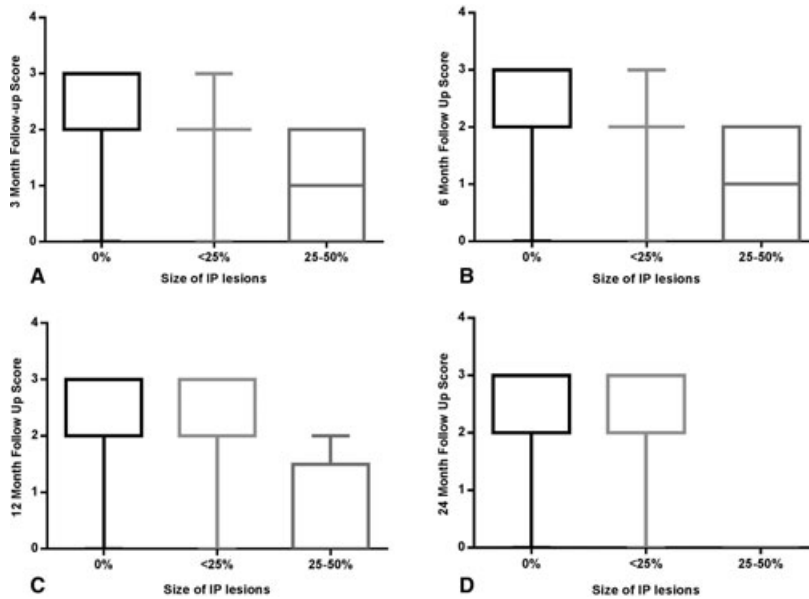 4
3
2
1
0
3 Month Follow-up Score
0%
<25%
25-50%
Size of IP lesions
A
4
3
2
1
0
6 Month Follow Up Score
0%
<25%
25-50%
Size of IP lesions
B
4
3
2
1
0
12 Month Follow Up Score
0%
<25%
25-50%
Size of IP lesions
C
4
3
2
1
0
24 Month Follow Up Score
0%
<25%
25-50%
Size of IP lesions
D